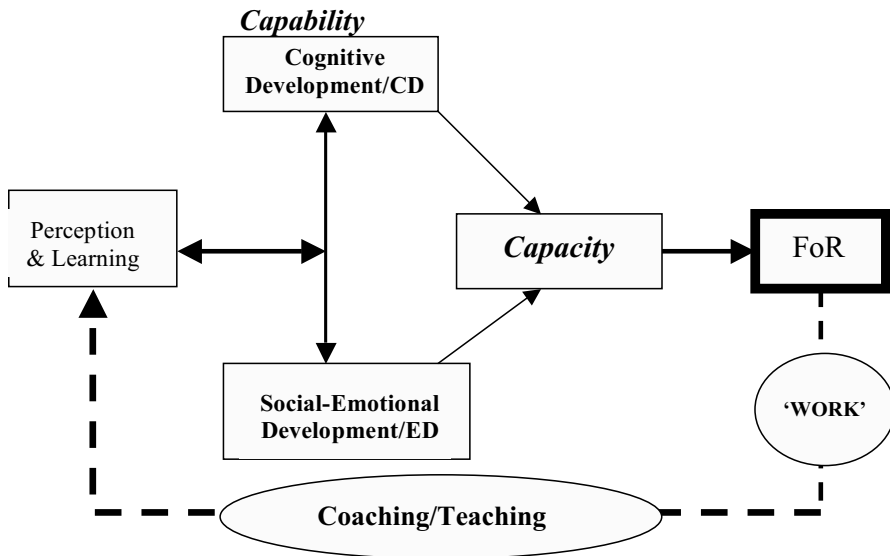 Capability
Cognitive
Development/CD
Perception
& Learning
Capacity
FoR
Social-Emotional
Development/ED
‘WORK’
Coaching/Teaching